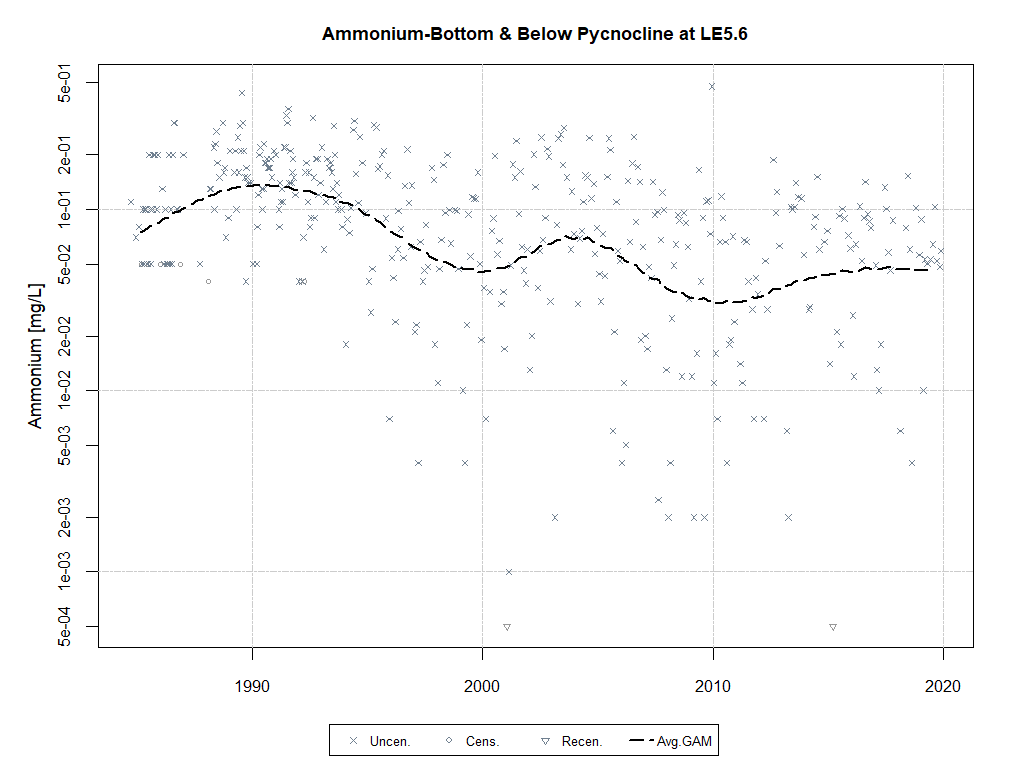 Ammonium-Bottom & Below Pycnocline at LE5.6
Ammonium [mg/L]
5e-01
2e-01
1e-01
5e-02
2e-02
1e-02
5e-03
2e-03
1e-03
5e-04
1990 2000 2010 2020
Uncen. Cens. Recen. Avg.GAM